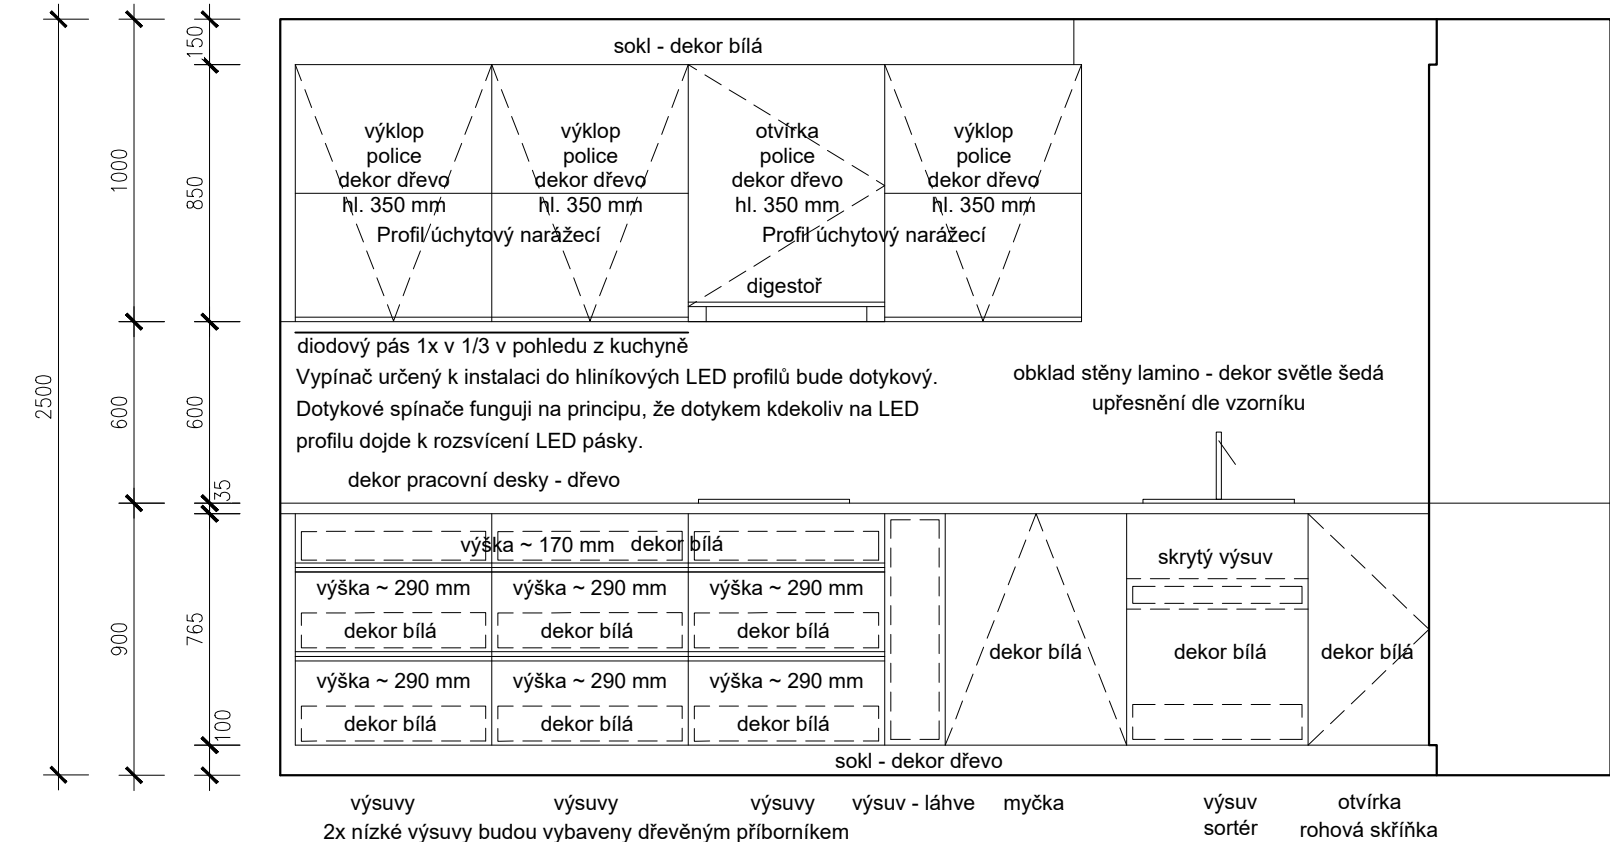 150
sokl - dekor bílá
výklop
police
dekor dřevo
hl. 350 mm
výklop
police
dekor dřevo
hl. 350 mm
otvírka
police
dekor dřevo
hl. 350 mm
výklop
police
dekor dřevo
hl. 350 mm
Profil úchytový narážecí
Profil úchytový narážecí
digestoř
1000
850
2500
600
600
35
900
765
100
diodový pás 1x v 1/3 v pohledu z kuchyně
Vypínač určený k instalaci do hliníkových LED profilů bude dotykový.
Dotykové spínače funguji na principu, že dotykem kdekoliv na LED
profilu dojde k rozsvícení LED pásky.
obklad stěny lamino - dekor světle šedá
upřesnění dle vzorníku
dekor pracovní desky - dřevo
výška ~ 170 mm dekor bílá
výška ~ 290 mm výška ~ 290 mm výška ~ 290 mm
dekor bílá dekor bílá dekor bílá
výška ~ 290 mm výška ~ 290 mm výška ~ 290 mm
dekor bílá dekor bílá dekor bílá
skrytý výsuv
dekor bílá dekor bílá dekor bílá
sokl - dekor dřevo
výsuvy výsuvy výsuvy výsuv - láhve myčka
2x nízké výsuvy budou vybaveny dřevěným příborníkem
výsuv
sortér
otvírka
rohová skříňka